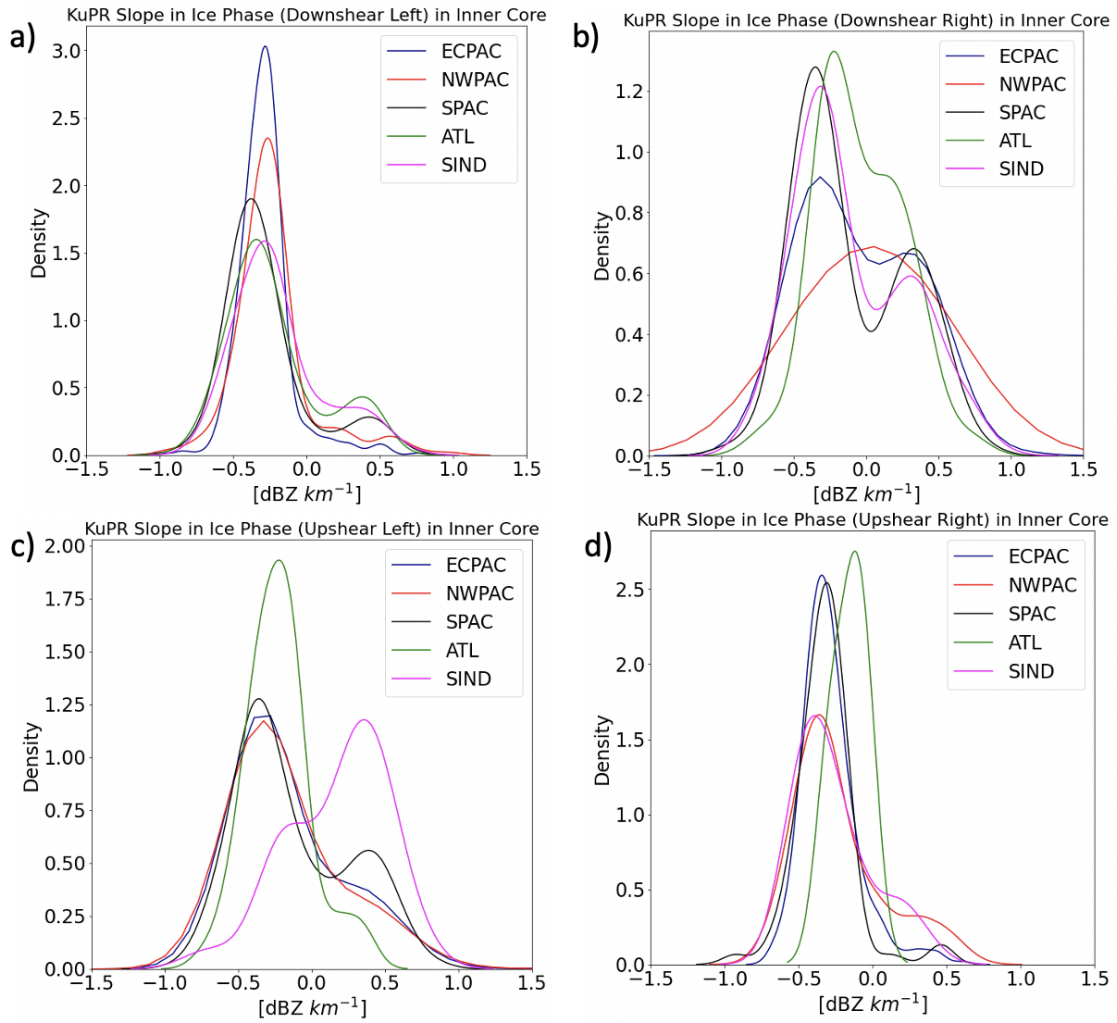 a)
KuPR Slope in Ice Phase (Downshear Left) in Inner Core
3.0
2.5
2.0
1.5
1.0
0.5
0.0
Density
ECPAC
NWPAC
SPAC
ATL
SIND
−1.5 −1.0 −0.5 0.0 0.5 1.0 1.5
[dBZ km⁻¹]
b)
KuPR Slope in Ice Phase (Downshear Right) in Inner Core
1.2
1.0
0.8
0.6
0.4
0.2
0.0
Density
ECPAC
NWPAC
SPAC
ATL
SIND
−1.5 −1.0 −0.5 0.0 0.5 1.0 1.5
[dBZ km⁻¹]
c)
KuPR Slope in Ice Phase (Upshear Left) in Inner Core
2.00
1.75
1.50
1.25
1.00
0.75
0.50
0.25
0.00
Density
ECPAC
NWPAC
SPAC
ATL
SIND
−1.5 −1.0 −0.5 0.0 0.5 1.0 1.5
[dBZ km⁻¹]
d)
KuPR Slope in Ice Phase (Upshear Right) in Inner Core
2.5
2.0
1.5
1.0
0.5
0.0
Density
ECPAC
NWPAC
SPAC
ATL
SIND
−1.5 −1.0 −0.5 0.0 0.5 1.0 1.5
[dBZ km⁻¹]